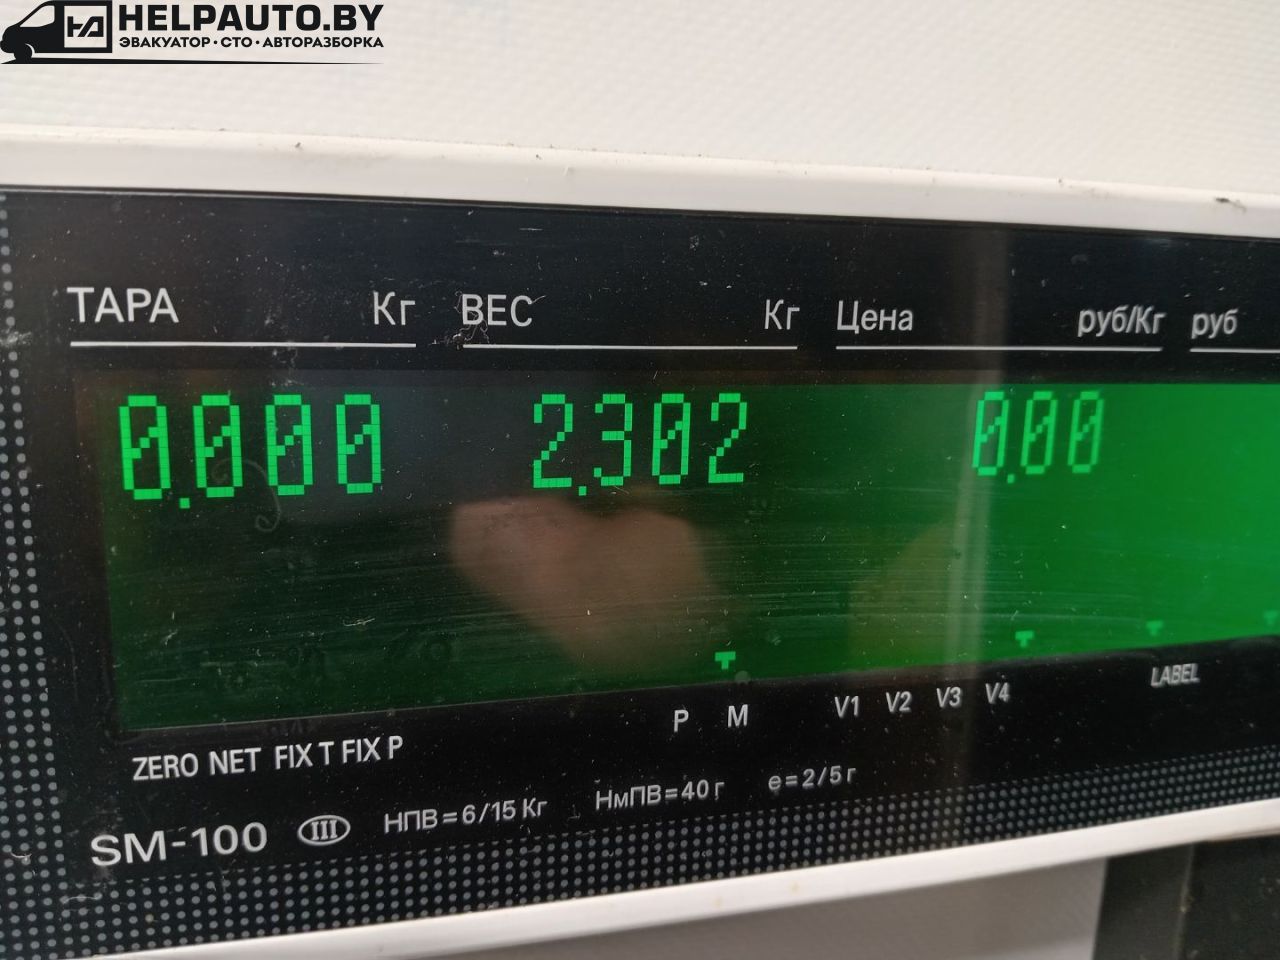 HELPAUTO.BY
ЭВАКУАТОР·СТО·АВТОРАЗБОРКА
ТАРА Кг ВЕС Кг Цена руб/Кг руб
0.000 2.302 0.00
P M V1 V2 V3 V4 LABEL
ZERO NET FIX T FIX P
SM-100 III НПВ=6/15 Кг НмПВ=40 г e=2/5 г